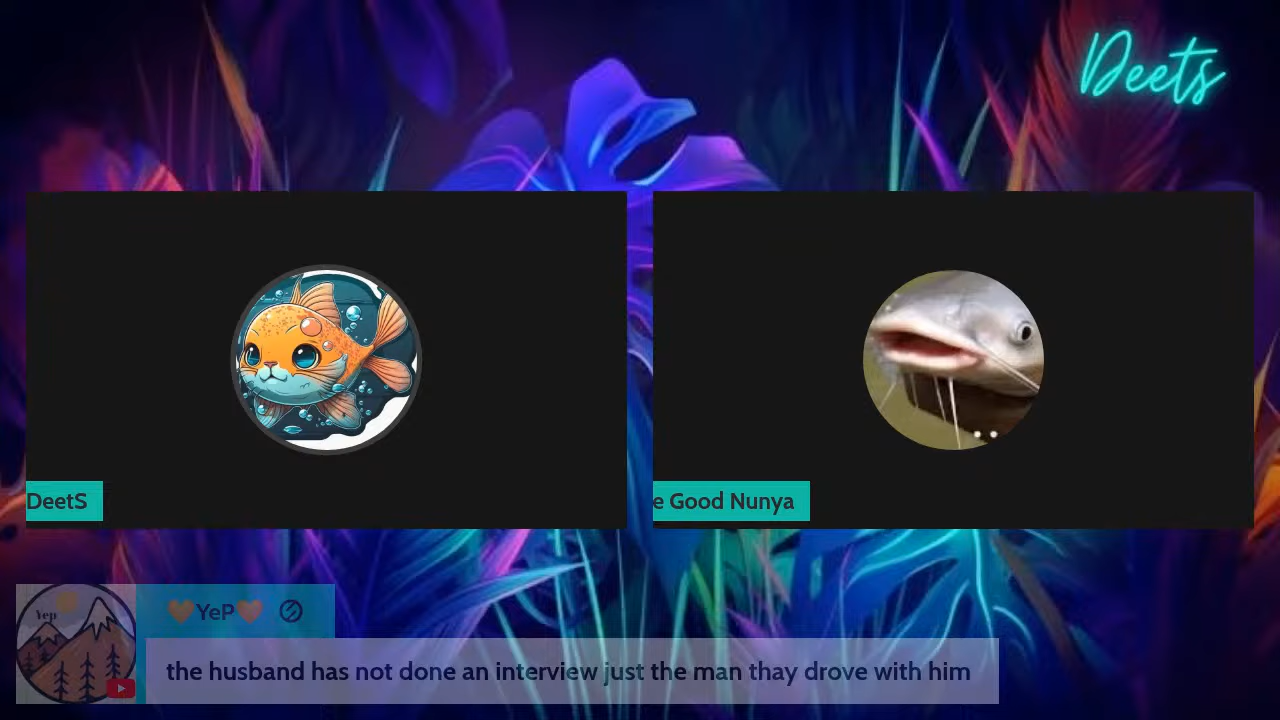 Deets
DeetS
e Good Nunya
Yep
🧡YeP🧡
the husband has not done an interview just the man thay drove with him